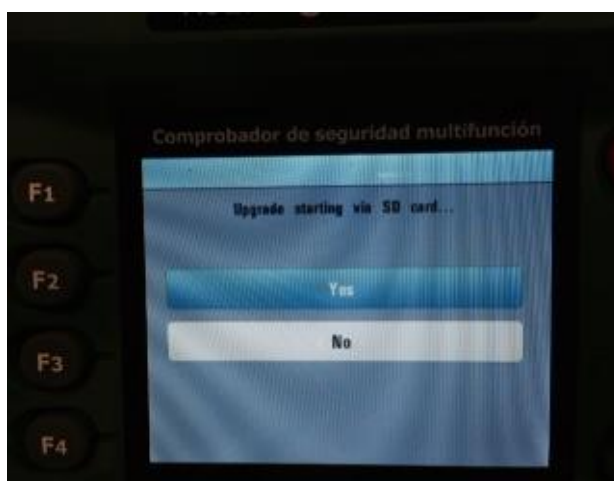 Comprobador de seguridad multifunción
F1
Upgrade starting via SD card...
F2
Yes
No
F3
F4